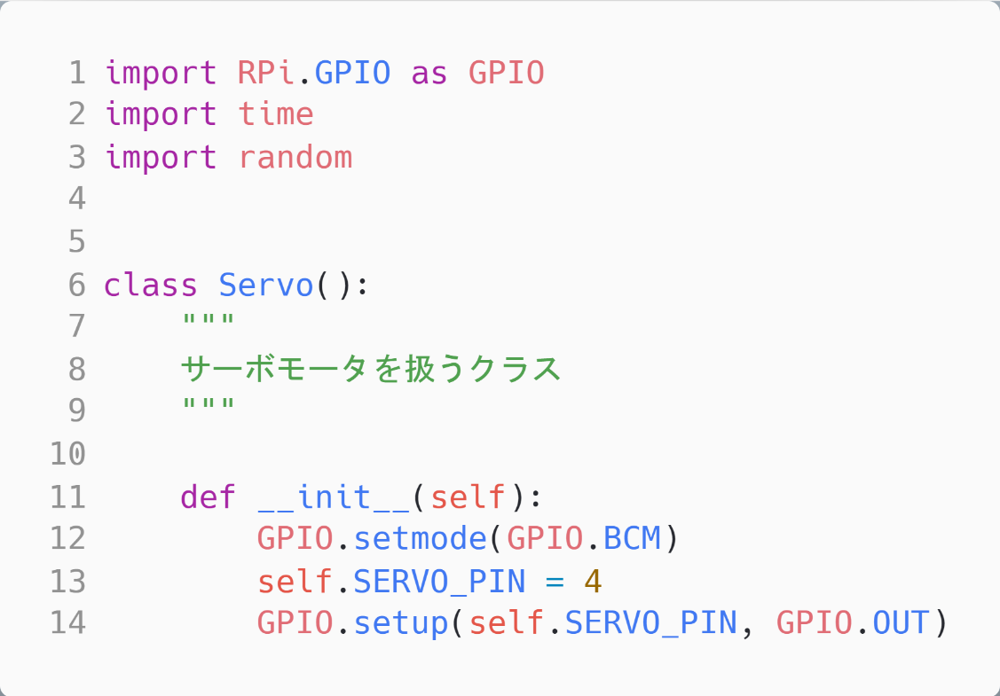 1 import RPi.GPIO as GPIO
2 import time
3 import random
4
5
6 class Servo():
7     """
8     サーボモータを扱うクラス
9     """
10
11     def __init__(self):
12         GPIO.setmode(GPIO.BCM)
13         self.SERVO_PIN = 4
14         GPIO.setup(self.SERVO_PIN, GPIO.OUT)